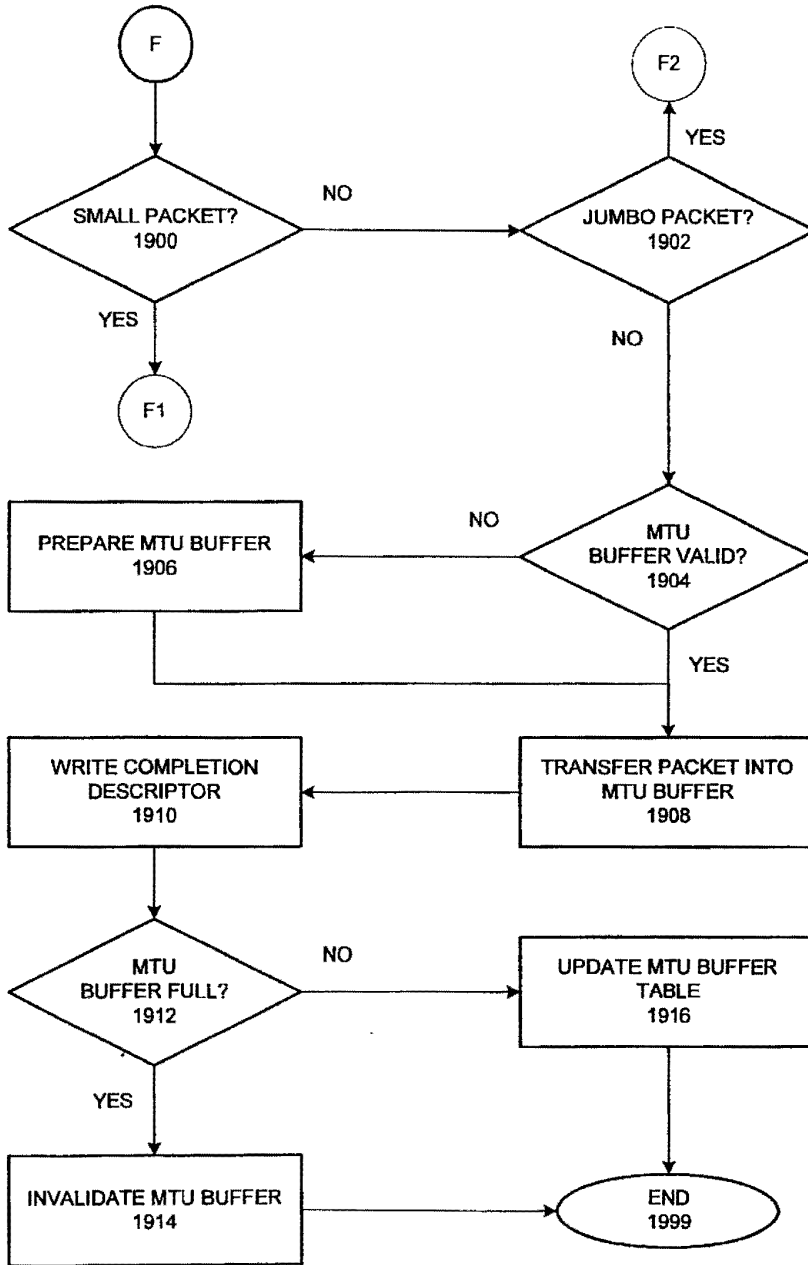 F
F2
YES
SMALL PACKET?
1900
NO
JUMBO PACKET?
1902
YES
NO
F1
PREPARE MTU BUFFER
1906
NO
MTU
BUFFER VALID?
1904
YES
WRITE COMPLETION
DESCRIPTOR
1910
TRANSFER PACKET INTO
MTU BUFFER
1908
MTU
BUFFER FULL?
1912
NO
UPDATE MTU BUFFER
TABLE
1916
YES
INVALIDATE MTU BUFFER
1914
END
1999